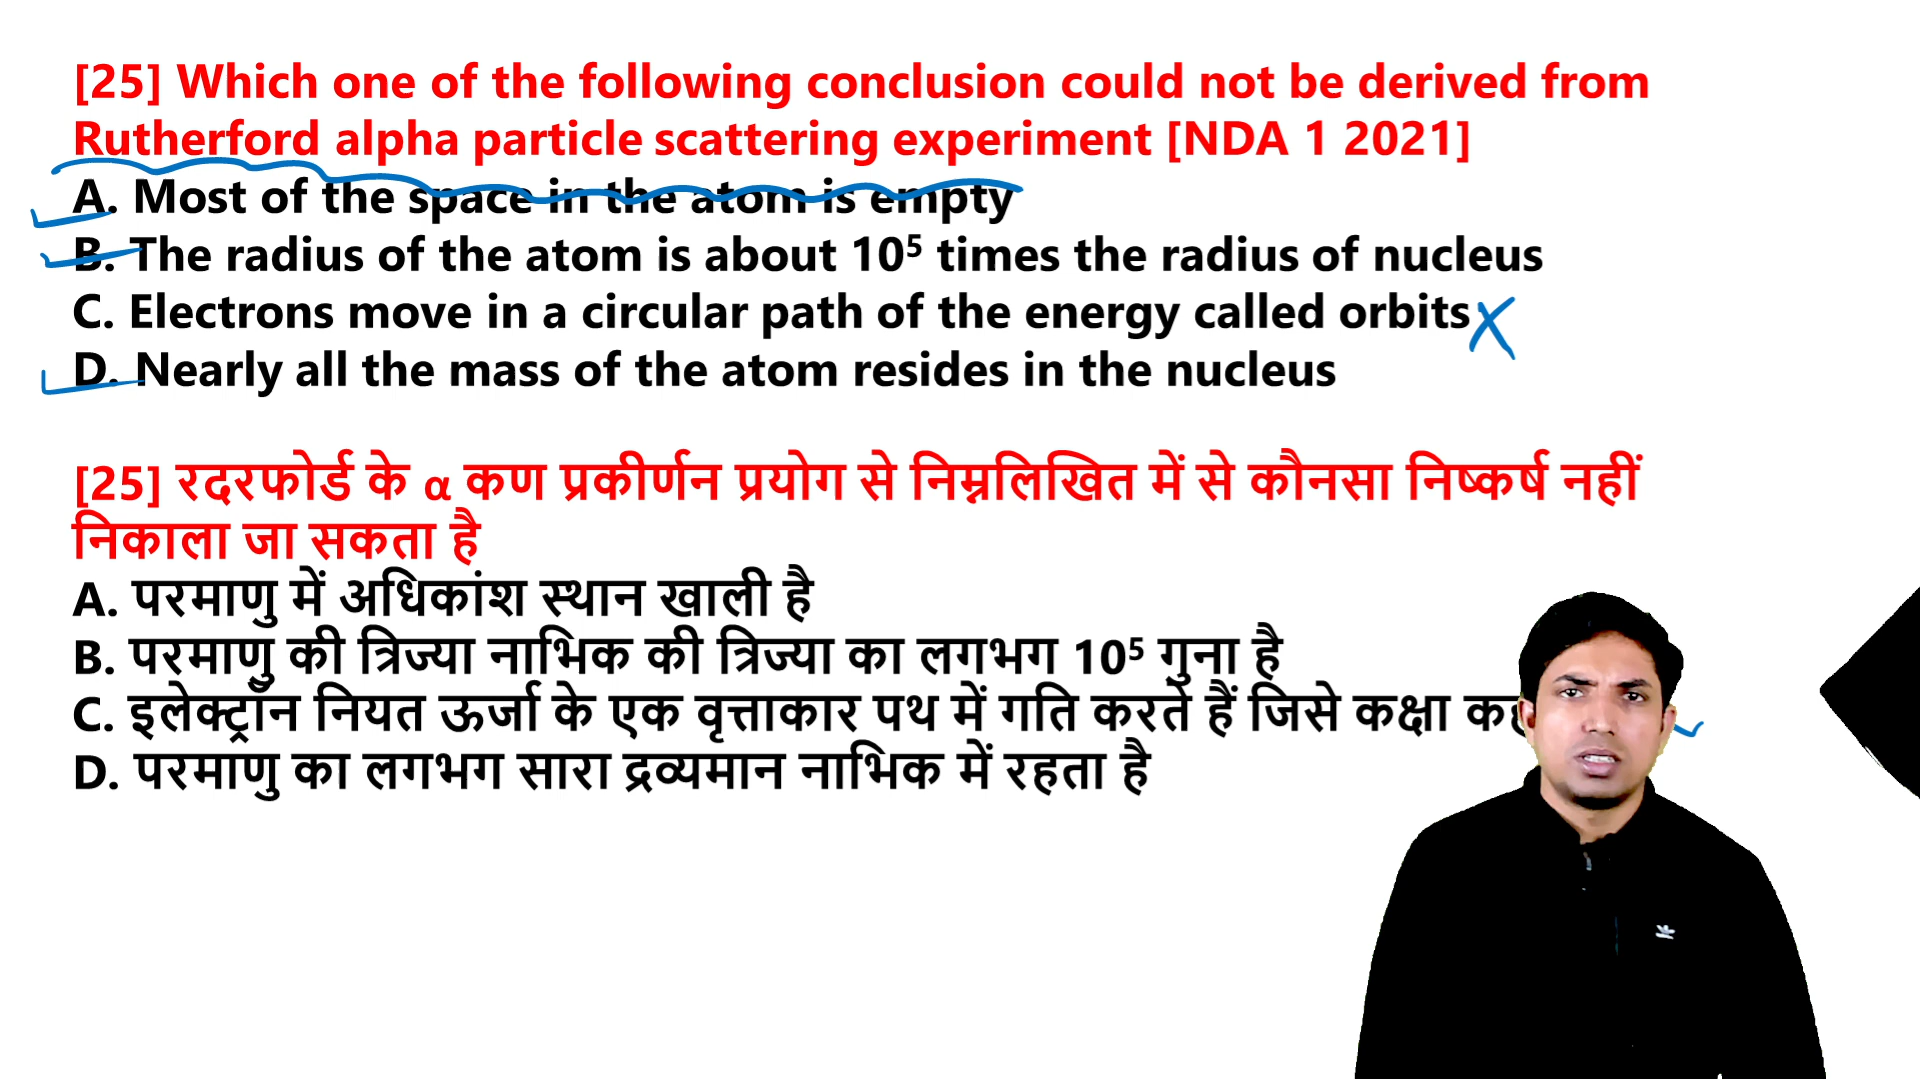 [25] Which one of the following conclusion could not be derived from
Rutherford alpha particle scattering experiment [NDA 1 2021]
A. Most of the space in the atom is empty
B. The radius of the atom is about 10⁵ times the radius of nucleus
C. Electrons move in a circular path of the energy called orbits
D. Nearly all the mass of the atom resides in the nucleus
[25] रदरफोर्ड के α कण प्रकीर्णन प्रयोग से निम्नलिखित में से कौनसा निष्कर्ष नहीं
निकाला जा सकता है
A. परमाणु में अधिकांश स्थान खाली है
B. परमाणु की त्रिज्या नाभिक की त्रिज्या का लगभग 10⁵ गुना है
C. इलेक्ट्रॉन नियत ऊर्जा के एक वृत्ताकार पथ में गति करते हैं जिसे कक्षा
D. परमाणु का लगभग सारा द्रव्यमान नाभिक में रहता है